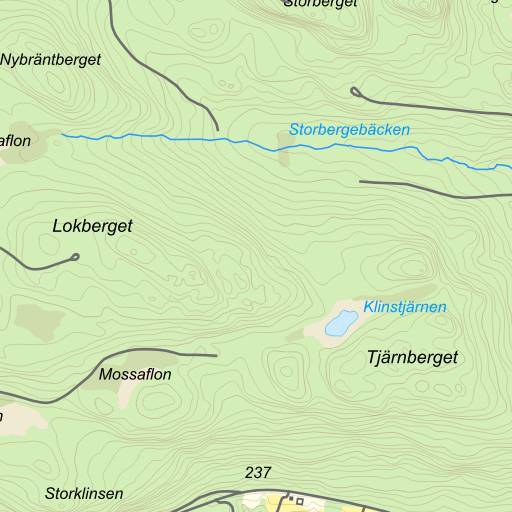 Storberget
Nybräntberget
Storbergebäcken
aflon
Lokberget
Klinstjärnen
Tjärnberget
Mossaflon
n
237
Storklinsen